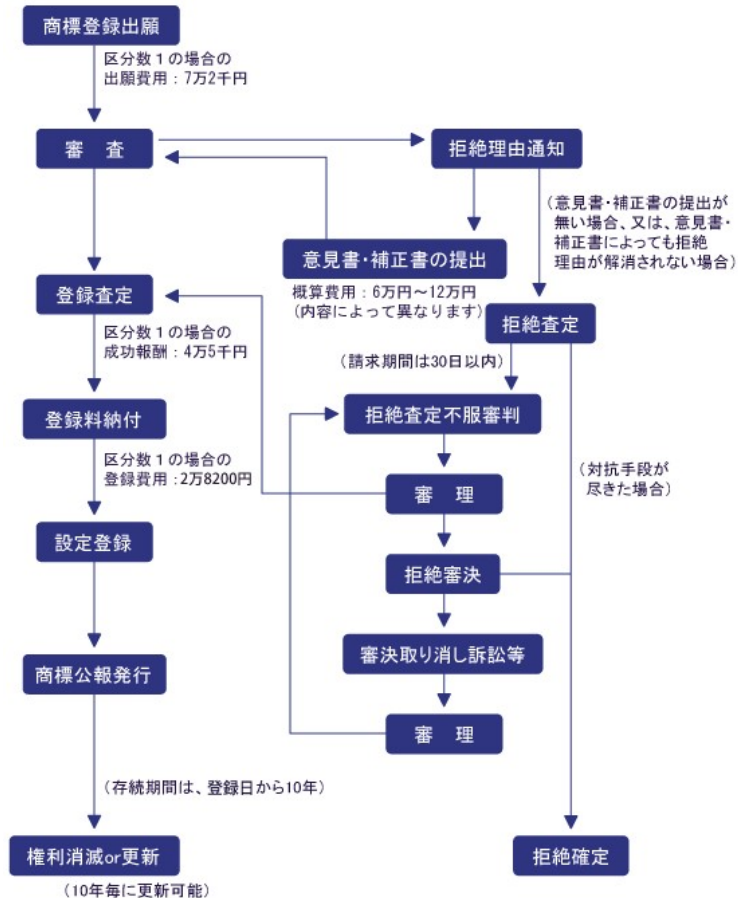 商標登録出願
区分数1の場合の
出願費用：7万2千円
審　査
拒絶理由通知
（意見書・補正書の提出が
無い場合、又は、意見書・
補正書によっても拒絶
理由が解消されない場合）
意見書・補正書の提出
概算費用：6万円～12万円
（内容によって異なります）
登録査定
区分数1の場合の
成功報酬：4万5千円
拒絶査定
（請求期間は30日以内）
登録料納付
区分数1の場合の
登録費用：2万8200円
拒絶査定不服審判
（対抗手段が
尽きた場合）
審　理
設定登録
拒絶審決
審決取り消し訴訟等
商標公報発行
審　理
（存続期間は、登録日から10年）
権利消滅or更新
（10年毎に更新可能）
拒絶確定